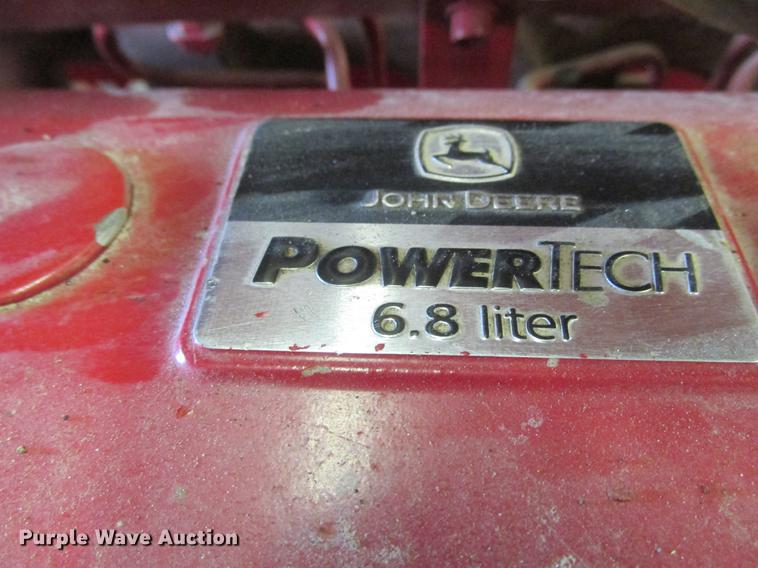 JOHN DEERE
POWERTECH
6.8 liter
Purple Wave Auction